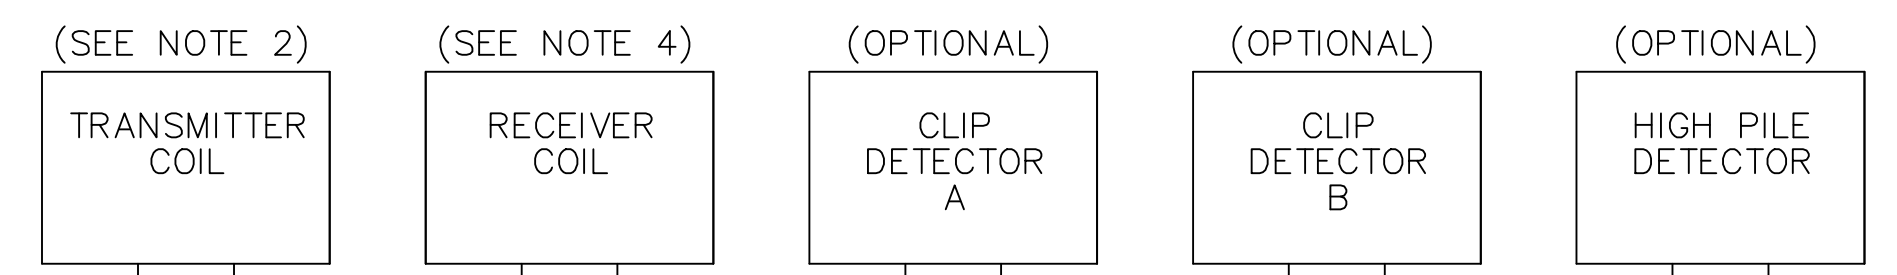 (SEE NOTE 2)
TRANSMITTER
COIL
(SEE NOTE 4)
RECEIVER
COIL
(OPTIONAL)
CLIP
DETECTOR
A
(OPTIONAL)
CLIP
DETECTOR
B
(OPTIONAL)
HIGH PILE
DETECTOR